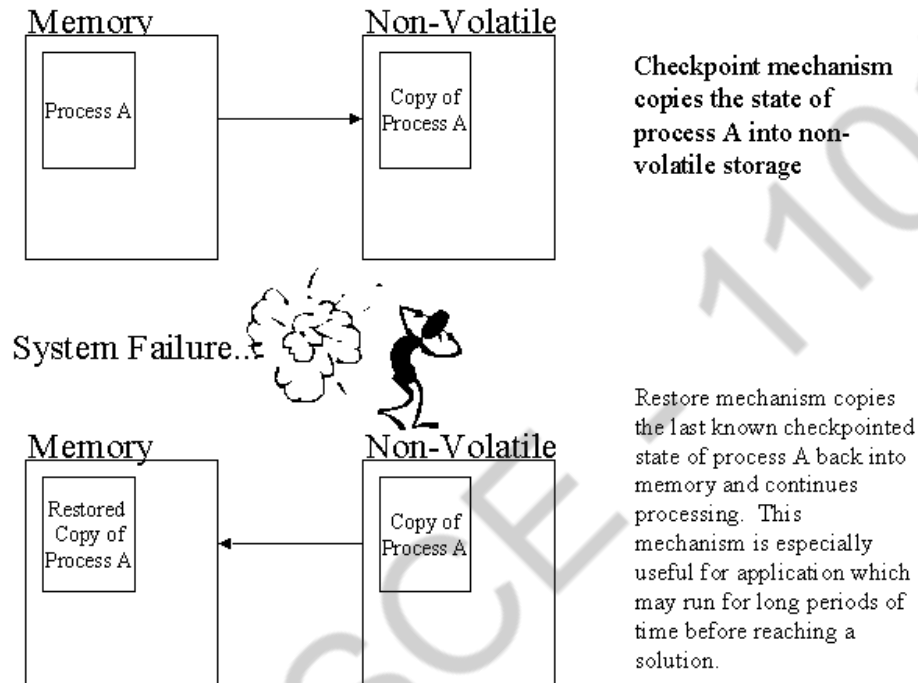 Memory
Non-Volatile
Process A
Copy of
Process A
Checkpoint mechanism
copies the state of
process A into non-
volatile storage
System Failure...
Memory
Non-Volatile
Restored
Copy of
Process A
Copy of
Process A
Restore mechanism copies
the last known checkpointed
state of process A back into
memory and continues
processing. This
mechanism is especially
useful for application which
may run for long periods of
time before reaching a
solution.
SCE - 110